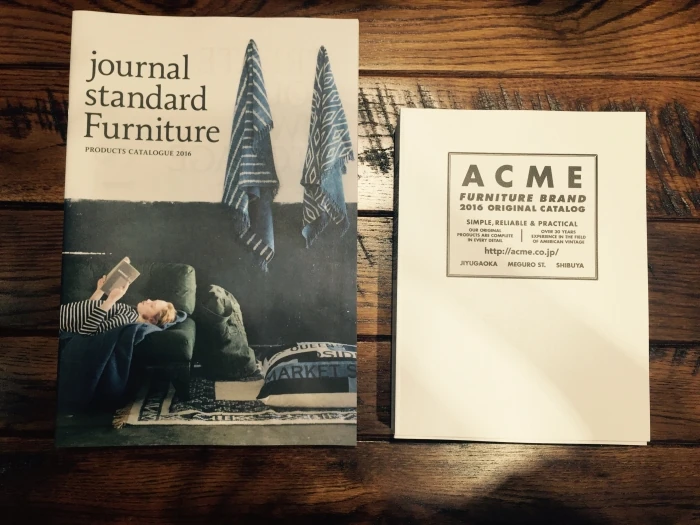 journal
standard
Furniture
PRODUCTS CATALOGUE 2016
MARKET S
ACME
FURNITURE BRAND
2016 ORIGINAL CATALOG
SIMPLE, RELIABLE & PRACTICAL
OUR ORIGINAL
PRODUCTS ARE COMPLETE
IN EVERY DETAIL
OVER 30 YEARS
EXPERIENCE IN THE FIELD
OF AMERICAN VINTAGE
http://acme.co.jp/
JIYUGAOKA MEGURO ST. SHIBUYA